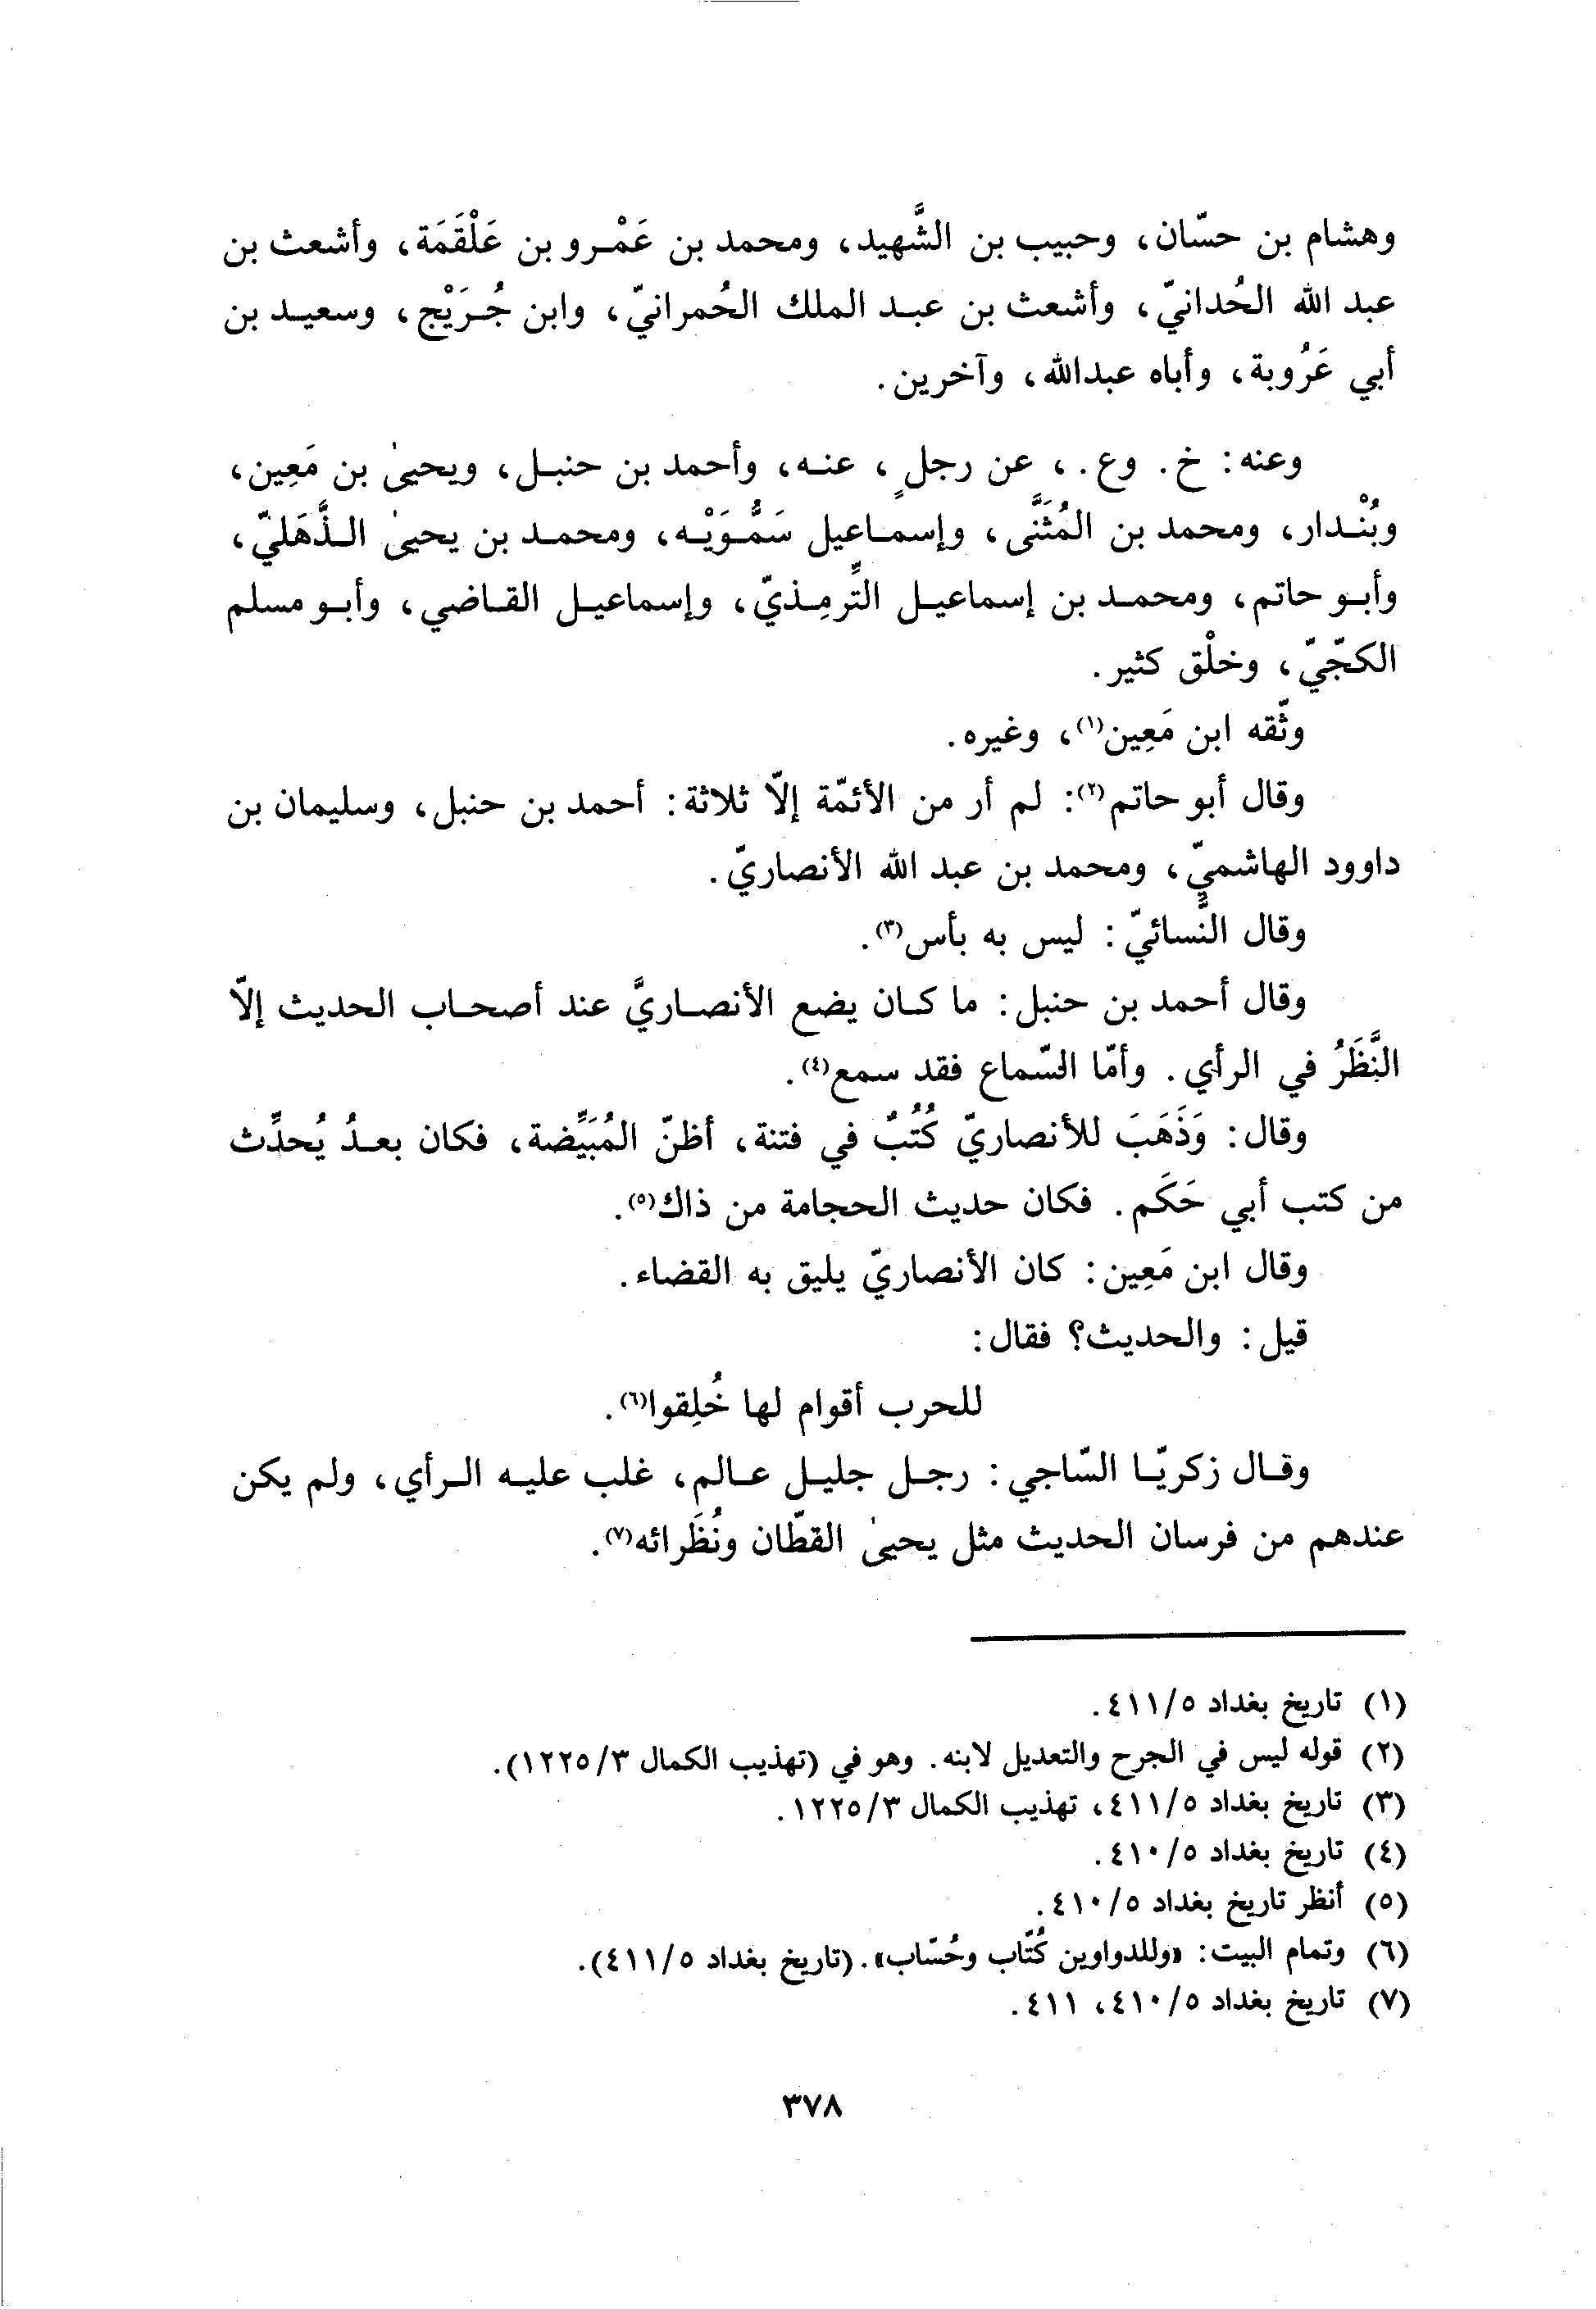 وهشام بن حسّان، وحبيب بن الشَّهيد، ومحمد بن عَمْرو بن عَلْقَمَة، وأشعث بن
عبد الله الحُدانيّ، وأشعث بن عبد الملك الحُمرانيّ، وابن جُرَيْج، وسعيد بن
أبي عَرُوبة، وأباه عبدالله، وآخرين.
وعنه: خ. وع.، عن رجلٍ، عنه، وأحمد بن حنبل، ويحيىٰ بن مَعِين،
وبُنْدار، ومحمد بن المُثَنَّى، وإسماعيل سَمُّوَيْه، ومحمد بن يحيىٰ الذَّهَليّ،
وأبو حاتم، ومحمد بن إسماعيل التِّرمِذيّ، وإسماعيل القاضي، وأبو مسلم
الكجّيّ، وخلْق كثير.
وثّقه ابن مَعِين(١)، وغيره.
وقال أبو حاتم(٢): لم أر من الأئمّة إلّا ثلاثة: أحمد بن حنبل، وسليمان بن
داوود الهاشميّ، ومحمد بن عبد الله الأنصاريّ.
وقال النَّسائيّ: ليس به بأس(٣).
وقال أحمد بن حنبل: ما كان يضع الأنصاريَّ عند أصحاب الحديث إلّا
النَّظَرُ في الرأي. وأمّا السّماع فقد سمع(٤).
وقال: وَذَهَبَ للأنصاريّ كُتُبٌ في فتنة، أظنّ المُبَيِّضة، فكان بعدُ يُحدِّث
من كتب أبي حَكَم. فكان حديث الحجامة من ذاك(٥).
وقال ابن مَعِين: كان الأنصاريّ يليق به القضاء.
قيل: والحديث؟ فقال:
للحرب أقوام لها خُلِقوا(٦).
وقال زكريّا السّاجي: رجل جليل عالم، غلب عليه الرأي، ولم يكن
عندهم من فرسان الحديث مثل يحيىٰ القطّان ونُظَرائه(٧).
(١) تاريخ بغداد ٤١١/٥.
(٢) قوله ليس في الجرح والتعديل لابنه. وهو في (تهذيب الكمال ١٢٢٥/٣).
(٣) تاريخ بغداد ٤١١/٥، تهذيب الكمال ١٢٢٥/٣.
(٤) تاريخ بغداد ٤١٠/٥.
(٥) أنظر تاريخ بغداد ٤١٠/٥.
(٦) وتمام البيت: «وللدواوين كُتّاب وحُسّاب». (تاريخ بغداد ٤١١/٥).
(٧) تاريخ بغداد ٤١٠/٥، ٤١١.
٣٧٨